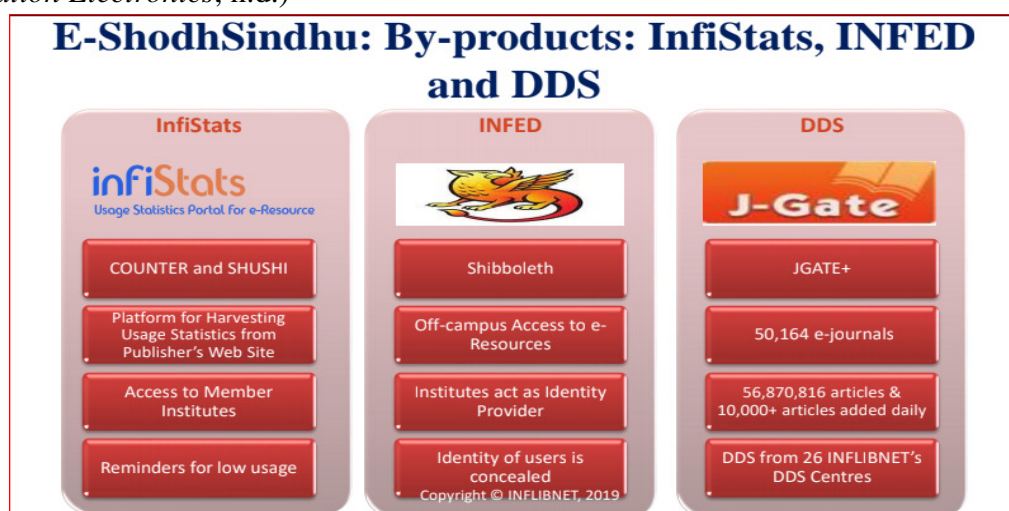 ation Electronics, n.d.)
E-ShodhSindhu: By-products: InfiStats, INFED
and DDS
InfiStats
infiStats
Usage Statistics Portal for e-Resource
COUNTER and SHUSHI
Platform for Harvesting
Usage Statistics from
Publisher's Web Site
Access to Member
Institutes
Reminders for low usage
INFED
Shibboleth
Off-campus Access to e-
Resources
Institutes act as Identity
Provider
Identity of users is
concealed
Copyright © INFLIBNET, 2019
DDS
J-Gate
JGATE+
50,164 e-journals
56,870,816 articles &
10,000+ articles added daily
DDS from 26 INFLIBNET's
DDS Centres